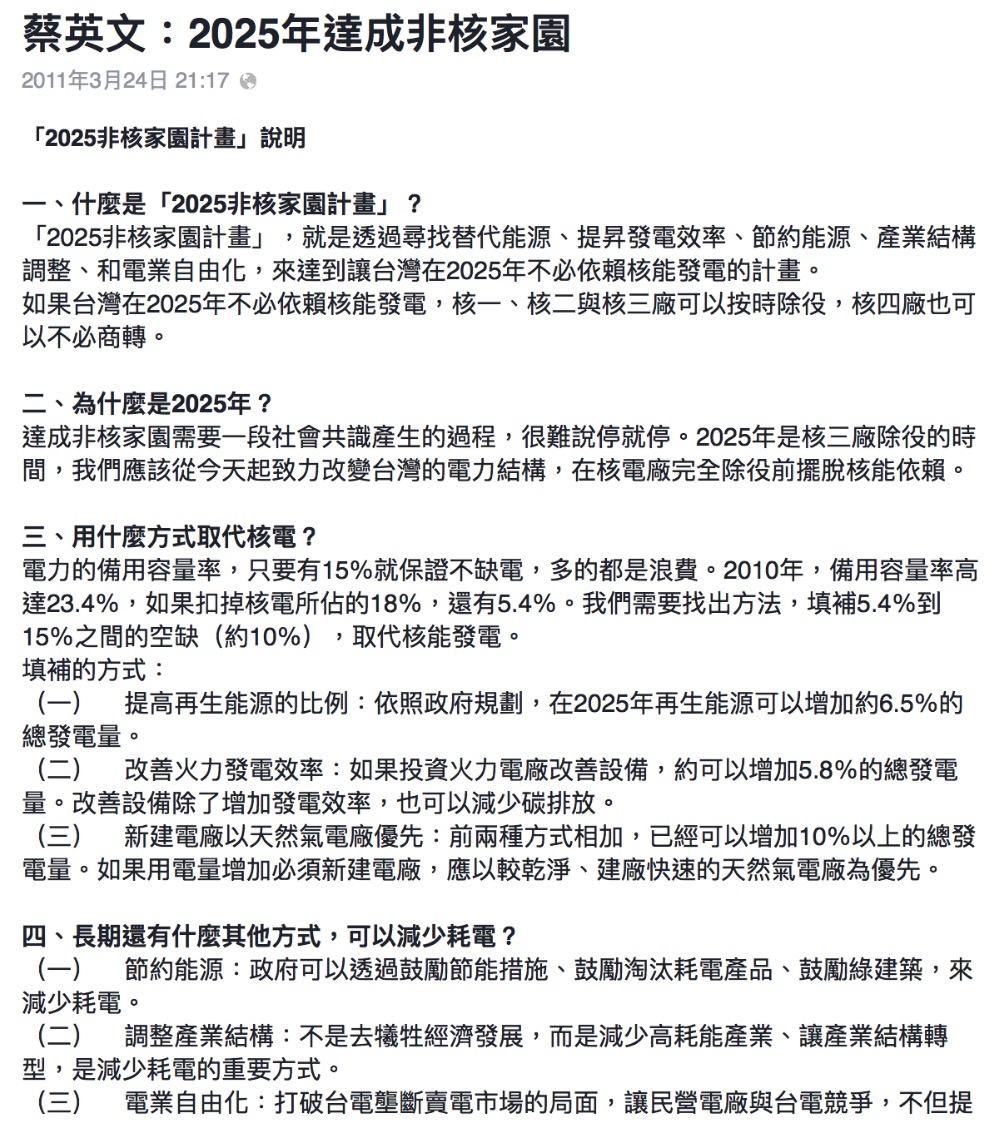 蔡英文：2025年達成非核家園
2011年3月24日 21:17
「2025非核家園計畫」說明
一、什麼是「2025非核家園計畫」？
「2025非核家園計畫」，就是透過尋找替代能源、提昇發電效率、節約能源、產業結構
調整、和電業自由化，來達到讓台灣在2025年不必依賴核能發電的計畫。
如果台灣在2025年不必依賴核能發電，核一、核二與核三廠可以按時除役，核四廠也可
以不必商轉。
二、為什麼是2025年？
達成非核家園需要一段社會共識產生的過程，很難說停就停。2025年是核三廠除役的時
間，我們應該從今天起致力改變台灣的電力結構，在核電廠完全除役前擺脫核能依賴。
三、用什麼方式取代核電？
電力的備用容量率，只要有15%就保證不缺電，多的都是浪費。2010年，備用容量率高
達23.4%，如果扣掉核電所佔的18%，還有5.4%。我們需要找出方法，填補5.4%到
15%之間的空缺（約10%），取代核能發電。
填補的方式：
（一） 提高再生能源的比例：依照政府規劃，在2025年再生能源可以增加約6.5%的
總發電量。
（二） 改善火力發電效率：如果投資火力電廠改善設備，約可以增加5.8%的總發電
量。改善設備除了增加發電效率，也可以減少碳排放。
（三） 新建電廠以天然氣電廠優先：前兩種方式相加，已經可以增加10%以上的總發
電量。如果用電量增加必須新建電廠，應以較乾淨、建廠快速的天然氣電廠為優先。
四、長期還有什麼其他方式，可以減少耗電？
（一） 節約能源：政府可以透過鼓勵節能措施、鼓勵淘汰耗電產品、鼓勵綠建築，來
減少耗電。
（二） 調整產業結構：不是去犧牲經濟發展，而是減少高耗能產業、讓產業結構轉
型，是減少耗電的重要方式。
（三） 電業自由化：打破台電壟斷賣電市場的局面，讓民營電廠與台電競爭，不但提